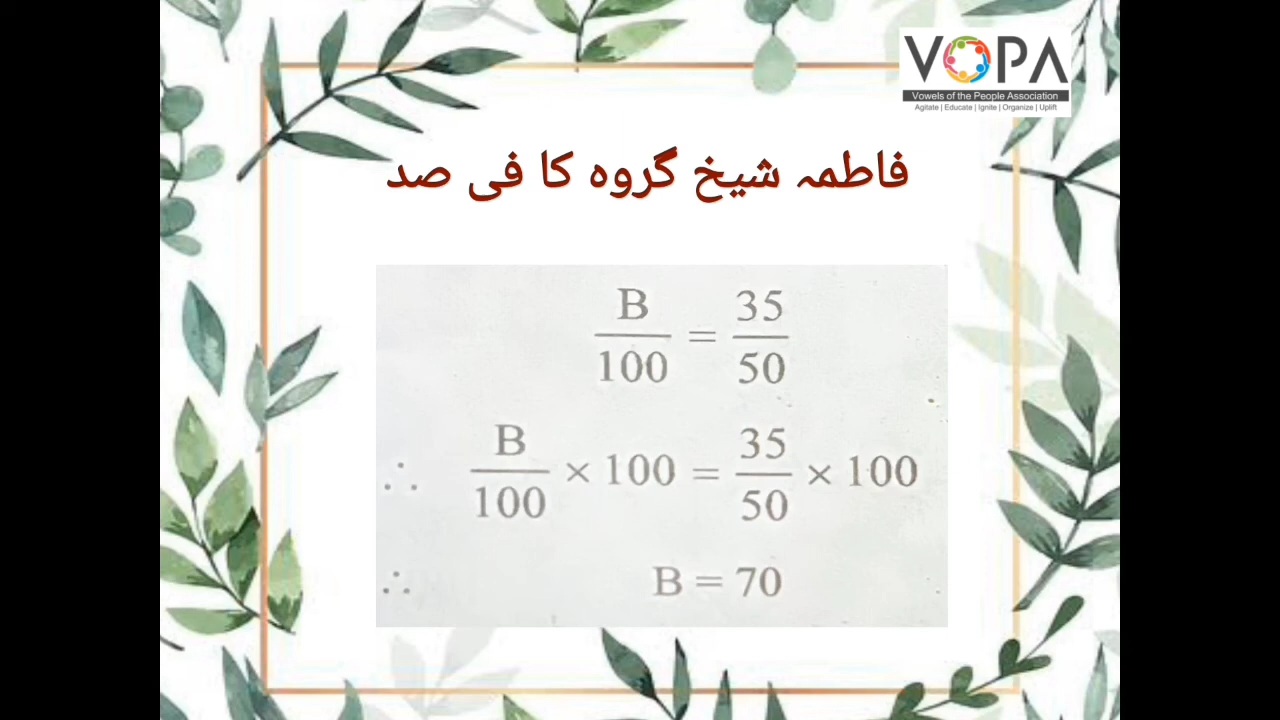 VOPA
Vowels of the People Association
Agitate | Educate | Ignite | Organize | Uplift
فاطمہ شیخ گروہ کا فی صد
B/100 = 35/50
∴ B/100 × 100 = 35/50 × 100
∴ B = 70